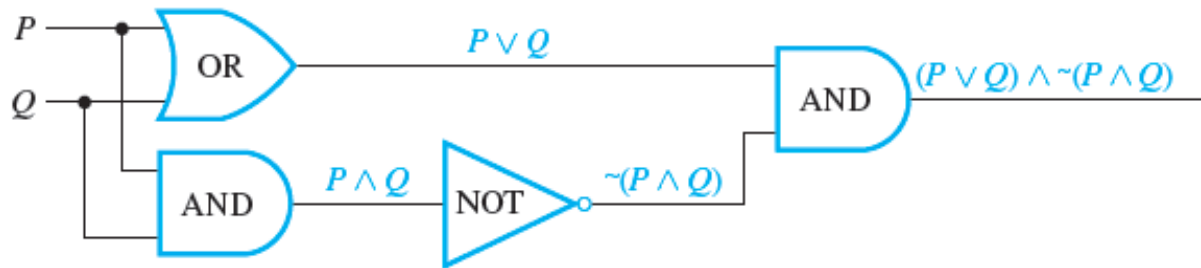 P
OR
P ∨ Q
AND
(P ∨ Q) ∧ ~(P ∧ Q)
Q
AND
P ∧ Q
NOT
~(P ∧ Q)